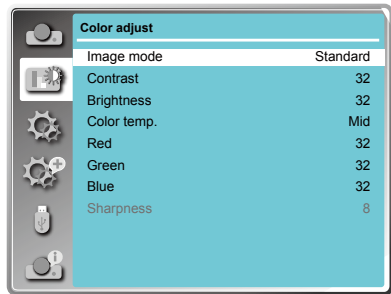 Color adjust
Image mode Standard
Contrast 32
Brightness 32
Color temp. Mid
Red 32
Green 32
Blue 32
Sharpness 8